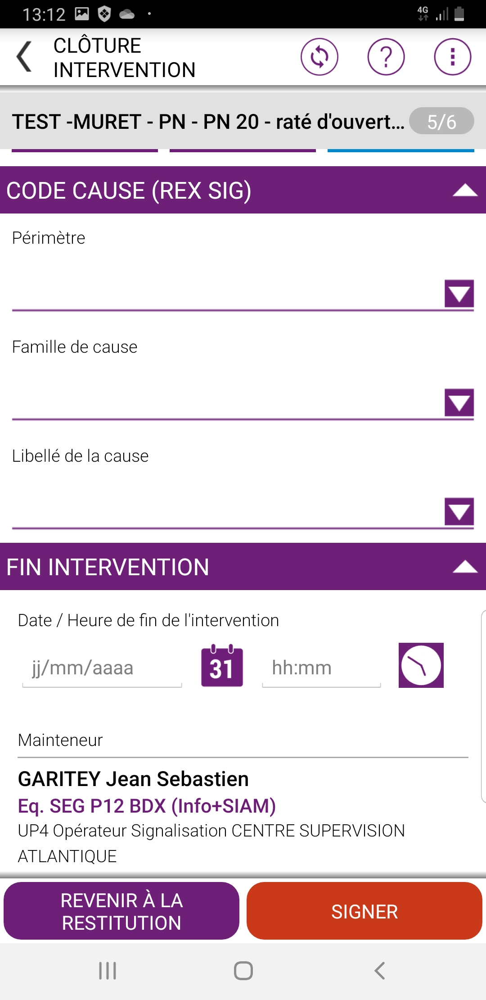 13:12
4G
CLÔTURE
INTERVENTION
?
TEST -MURET - PN - PN 20 - raté d'ouvert...
5/6
CODE CAUSE (REX SIG)
Périmètre
Famille de cause
Libellé de la cause
FIN INTERVENTION
Date / Heure de fin de l'intervention
jj/mm/aaaa
31
hh:mm
Mainteneur
GARITEY Jean Sebastien
Eq. SEG P12 BDX (Info+SIAM)
UP4 Opérateur Signalisation CENTRE SUPERVISION
ATLANTIQUE
REVENIR À LA
RESTITUTION
SIGNER